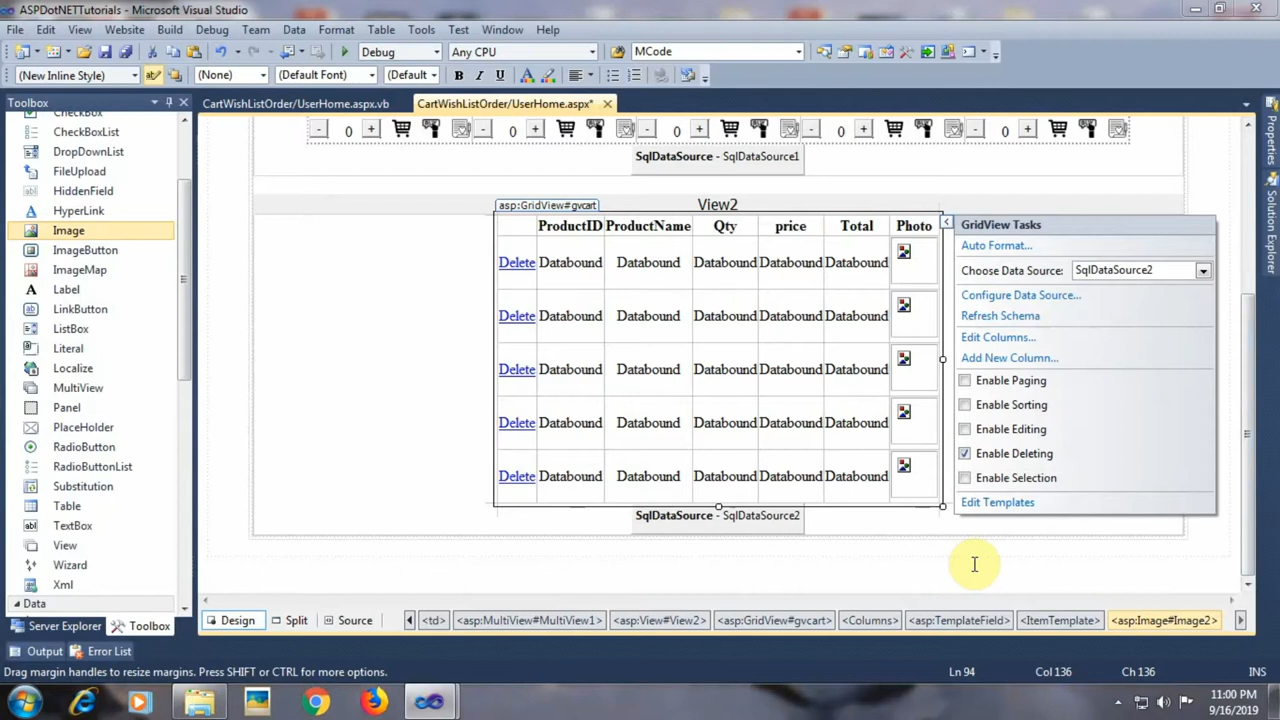 ASPDotNETTutorials - Microsoft Visual Studio
File Edit View Website Build Debug Team Data Format Table Tools Test Window Help
Debug Any CPU MCode
(New Inline Style) (None) (Default Font) (Default B I U A
Toolbox CartWishListOrder/UserHome.aspx.vb CartWishListOrder/UserHome.aspx* ×
CheckBox
CheckBoxList
DropDownList
FileUpload
HiddenField
HyperLink
Image
ImageButton
ImageMap
A Label
LinkButton
ListBox
Literal
Localize
MultiView
Panel
PlaceHolder
RadioButton
RadioButtonList
Substitution
Table
TextBox
View
Wizard
Xml
Data
Server Explorer Toolbox
- 0 + - 0 + - 0 + - 0 + - 0 +
SqlDataSource - SqlDataSource1
asp:GridView#gvcart View2
ProductID ProductName Qty price Total Photo
Delete Databound Databound Databound Databound Databound
Delete Databound Databound Databound Databound Databound
Delete Databound Databound Databound Databound Databound
Delete Databound Databound Databound Databound Databound
Delete Databound Databound Databound Databound Databound
SqlDataSource - SqlDataSource2
GridView Tasks
Auto Format...
Choose Data Source: SqlDataSource2
Configure Data Source...
Refresh Schema
Edit Columns...
Add New Column...
Enable Paging
Enable Sorting
Enable Editing
Enable Deleting
Enable Selection
Edit Templates
Properties
Solution Explorer
Design Split Source <td> <asp:MultiView#MultiView1> <asp:View#View2> <asp:GridView#gvcart> <Columns> <asp:TemplateField> <ItemTemplate> <asp:Image#Image2>
Output Error List
Drag margin handles to resize margins. Press SHIFT or CTRL for more options. Ln 94 Col 136 Ch 136 INS
11:00 PM
9/16/2019